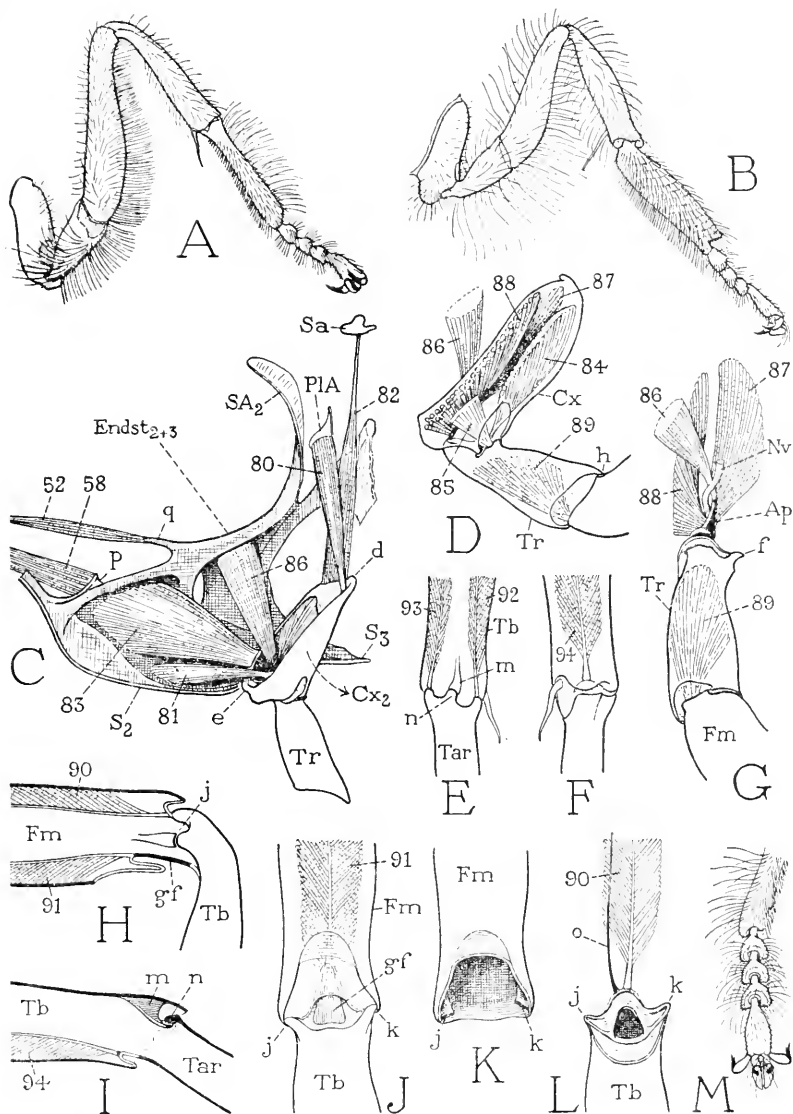 A
B
Sa
SA2
PlA
82
Endst2+3
80
52
58
q
p
86
d
C
83
81
S2
e
S3
Cx2
Tr
88
87
86
84
Cx
89
85
h
D
Tr
87
86
Nv
88
Ap
f
Tr
89
Fm
G
93
92
Tb
m
n
Tar
E
94
F
90
j
Fm
91
gf
H
Tb
m
n
Tb
Tar
94
I
91
Fm
gf
j
k
Tb
J
Fm
j
k
K
90
o
j
k
L
Tb
M